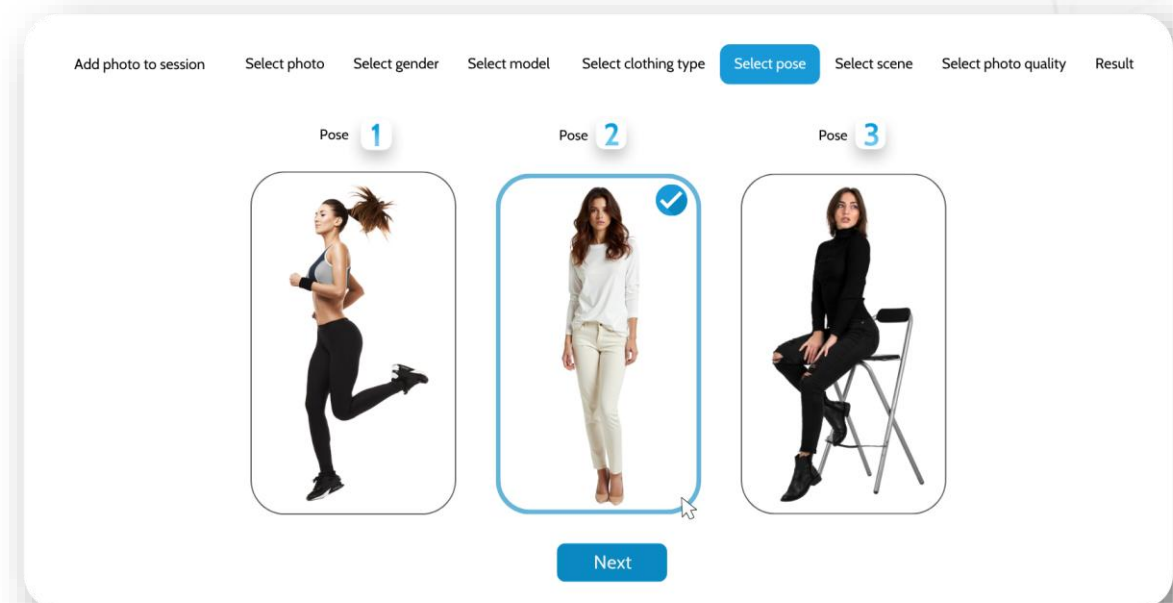 Add photo to session Select photo Select gender Select model Select clothing type Select pose Select scene Select photo quality Result
Pose 1 Pose 2 Pose 3
Next